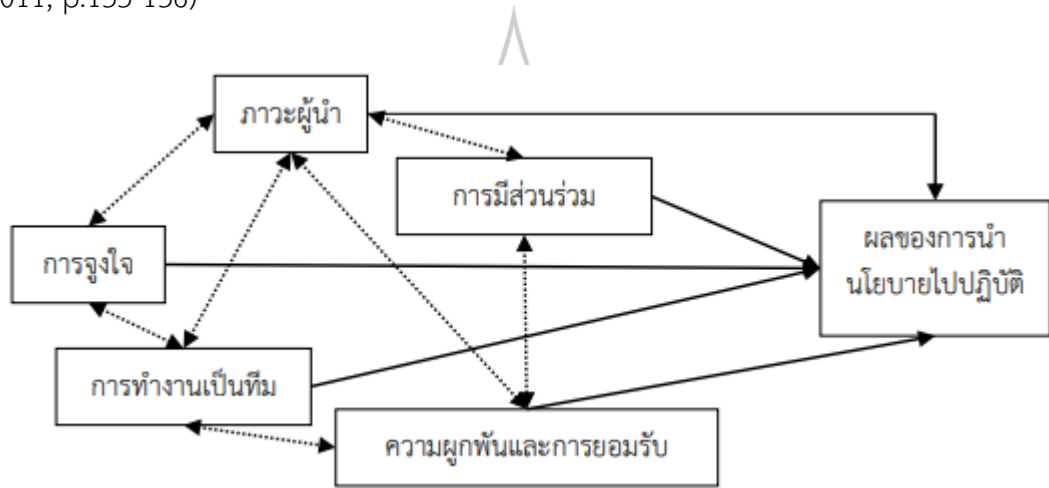 011, p.155-156)
ภาวะผู้นำ
การมีส่วนร่วม
การจูงใจ
ผลของการนำ
นโยบายไปปฏิบัติ
การทำงานเป็นทีม
ความผูกพันและการยอมรับ